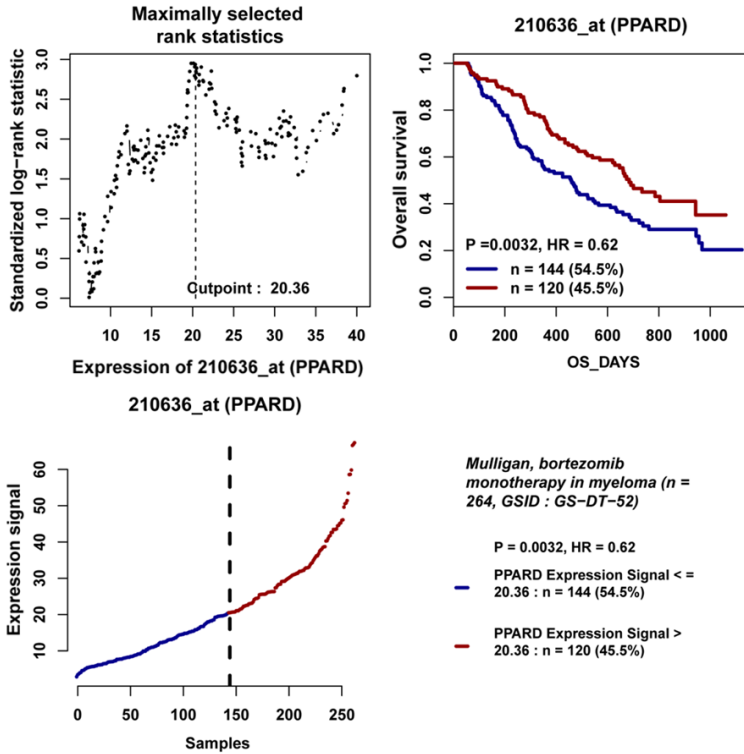 Maximally selected
rank statistics
Standardized log-rank statistic
0.0 0.5 1.0 1.5 2.0 2.5 3.0
Cutpoint : 20.36
10 15 20 25 30 35 40
Expression of 210636_at (PPARD)
210636_at (PPARD)
Overall survival
0.0 0.2 0.4 0.6 0.8 1.0
P =0.0032, HR = 0.62
n = 144 (54.5%)
n = 120 (45.5%)
0 200 400 600 800 1000
OS_DAYS
210636_at (PPARD)
Expression signal
10 20 30 40 50 60
0 50 100 150 200 250
Samples
Mulligan, bortezomib
monotherapy in myeloma (n =
264, GSID : GS−DT−52)
P = 0.0032, HR = 0.62
PPARD Expression Signal < =
20.36 : n = 144 (54.5%)
PPARD Expression Signal >
20.36 : n = 120 (45.5%)